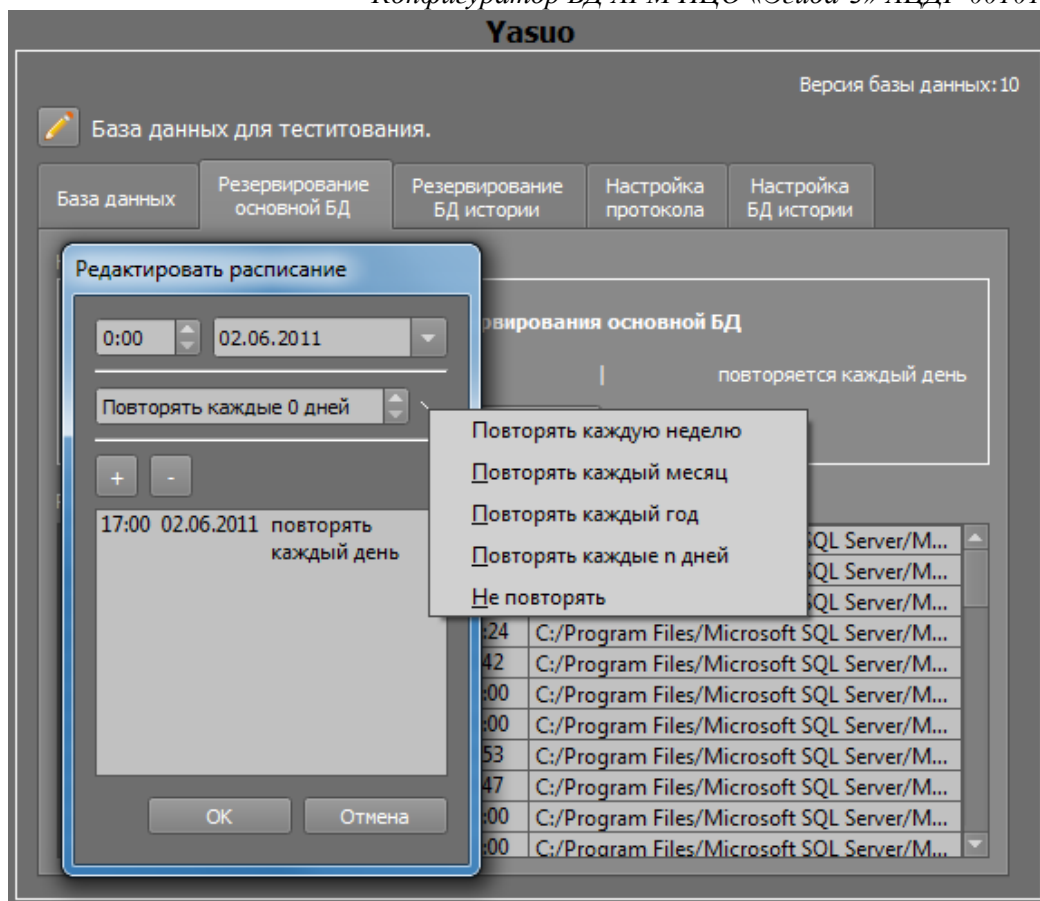 Yasuo
Версия базы данных:10
База данных для теститования.
База данных
Резервирование
основной БД
Резервирование
БД истории
Настройка
протокола
Настройка
БД истории
Редактировать расписание
0:00
02.06.2011
основной БД
повторяется каждый день
Повторять каждые 0 дней
Повторять каждую неделю
Повторять каждый месяц
Повторять каждый год
Повторять каждые n дней
Не повторять
+ -
17:00 02.06.2011 повторять
каждый день
SQL Server/M...
SQL Server/M...
SQL Server/M...
:24 C:/Program Files/Microsoft SQL Server/M...
42 C:/Program Files/Microsoft SQL Server/M...
:00 C:/Program Files/Microsoft SQL Server/M...
:00 C:/Program Files/Microsoft SQL Server/M...
53 C:/Program Files/Microsoft SQL Server/M...
47 C:/Program Files/Microsoft SQL Server/M...
:00 C:/Program Files/Microsoft SQL Server/M...
:00 C:/Program Files/Microsoft SQL Server/M...
OK Отмена